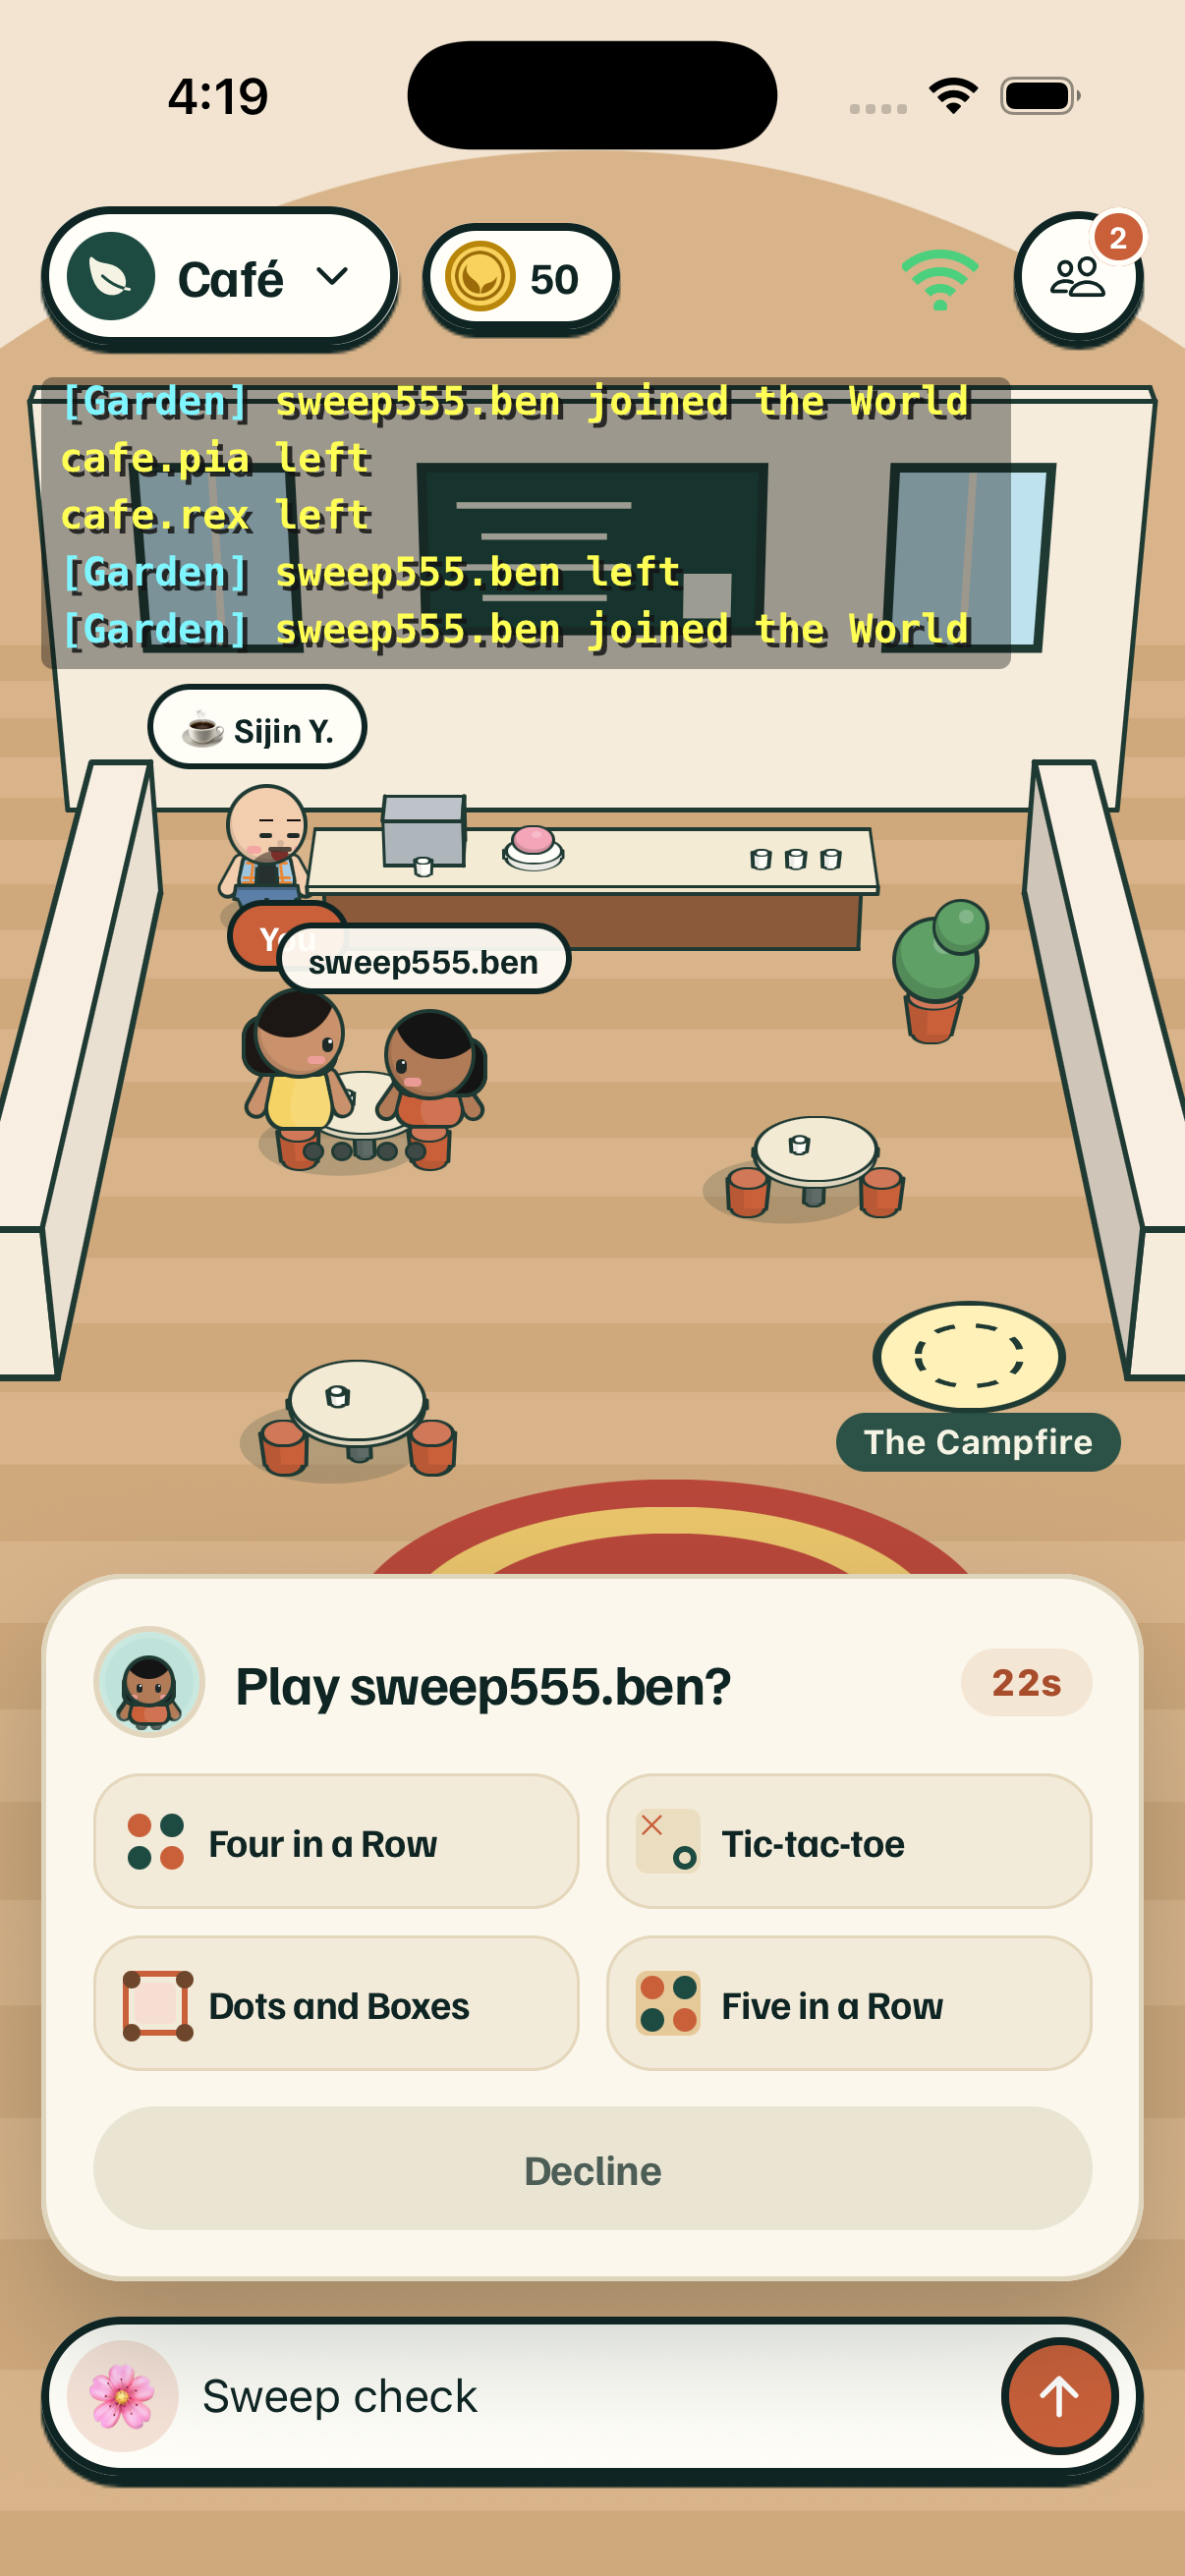 4:19
Café
50
2
[Garden] sweep555.ben joined the World
cafe.pia left
cafe.rex left
[Garden] sweep555.ben left
[Garden] sweep555.ben joined the World
Sijin Y.
You
sweep555.ben
The Campfire
Play sweep555.ben?
22s
Four in a Row
Tic-tac-toe
Dots and Boxes
Five in a Row
Decline
Sweep check